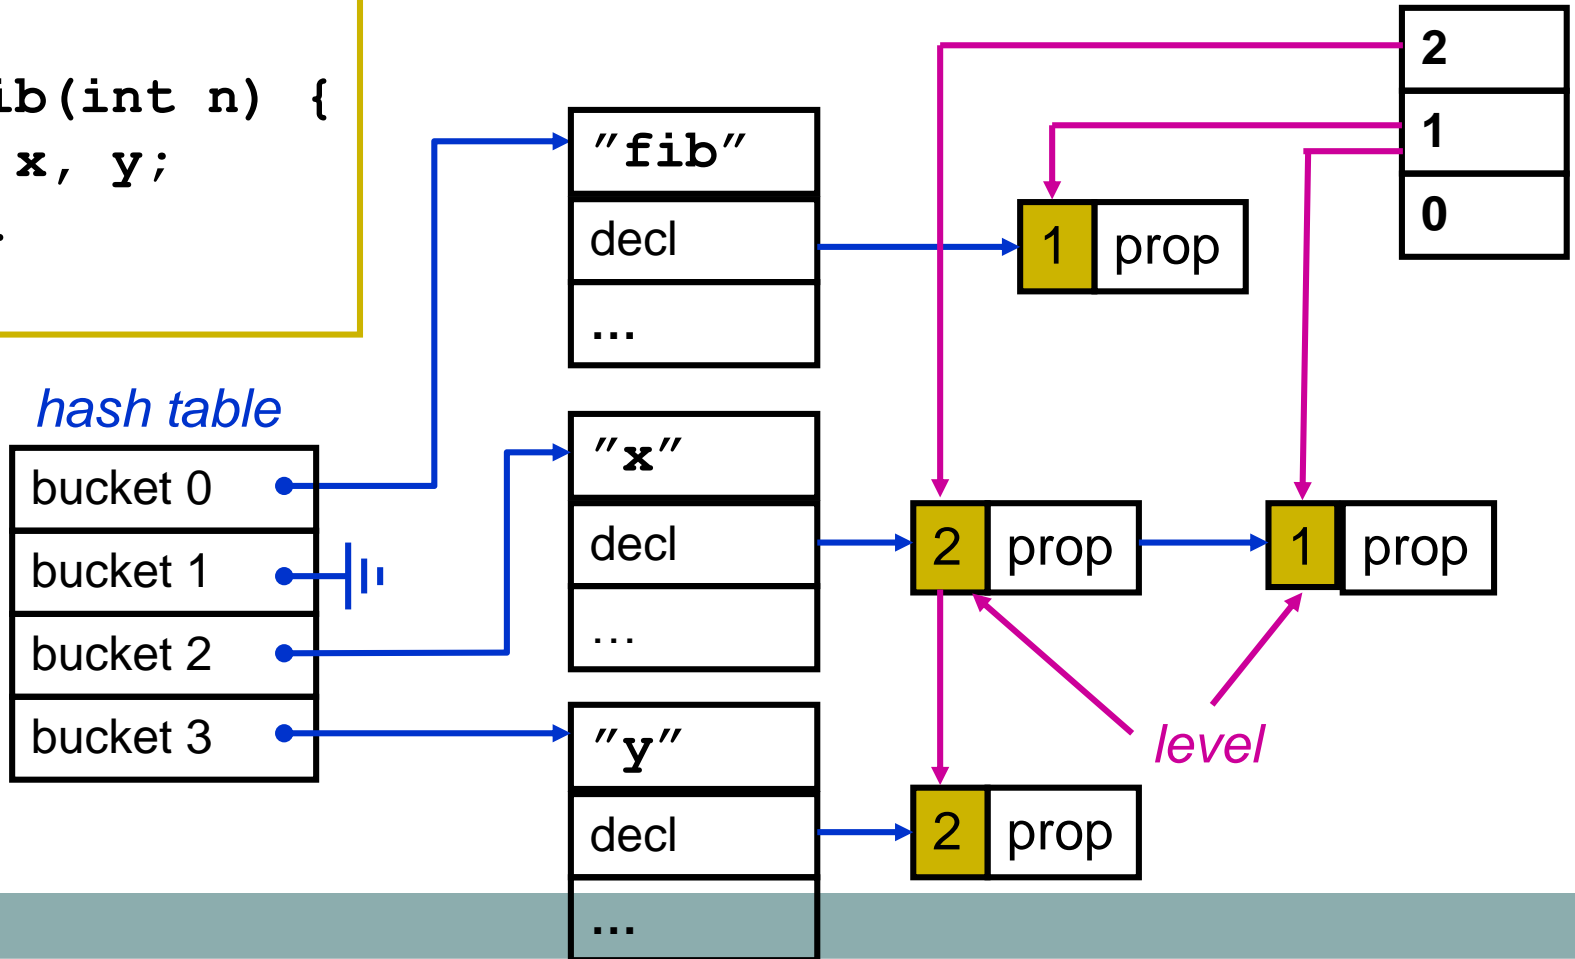 ib(int n) {
x, y;
.
2
1
0
"fib"
decl
...
1 prop
hash table
bucket 0
bucket 1
bucket 2
bucket 3
"x"
decl
...
2 prop
1 prop
level
"y"
decl
...
2 prop